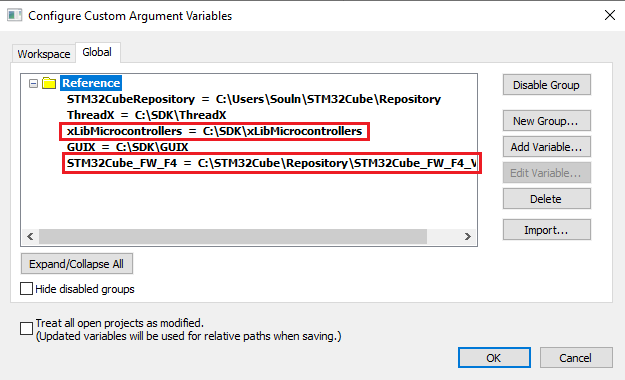 Configure Custom Argument Variables
Workspace
Global
Reference
STM32CubeRepository = C:\Users\Souln\STM32Cube\Repository
ThreadX = C:\SDK\ThreadX
xLibMicrocontrollers = C:\SDK\xLibMicrocontrollers
GUIX = C:\SDK\GUIX
STM32Cube_FW_F4 = C:\STM32Cube\Repository\STM32Cube_FW_F4_V
Disable Group
New Group...
Add Variable...
Edit Variable...
Delete
Import...
Expand/Collapse All
Hide disabled groups
Treat all open projects as modified.
(Updated variables will be used for relative paths when saving.)
OK
Cancel